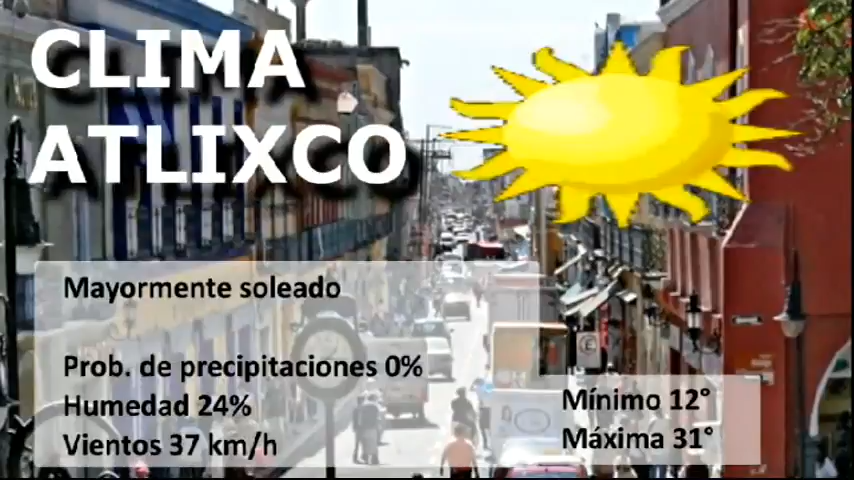 CLIMA
ATLIXCO
Mayormente soleado
Prob. de precipitaciones 0%
Humedad 24%
Vientos 37 km/h
Mínimo 12°
Máxima 31°
E